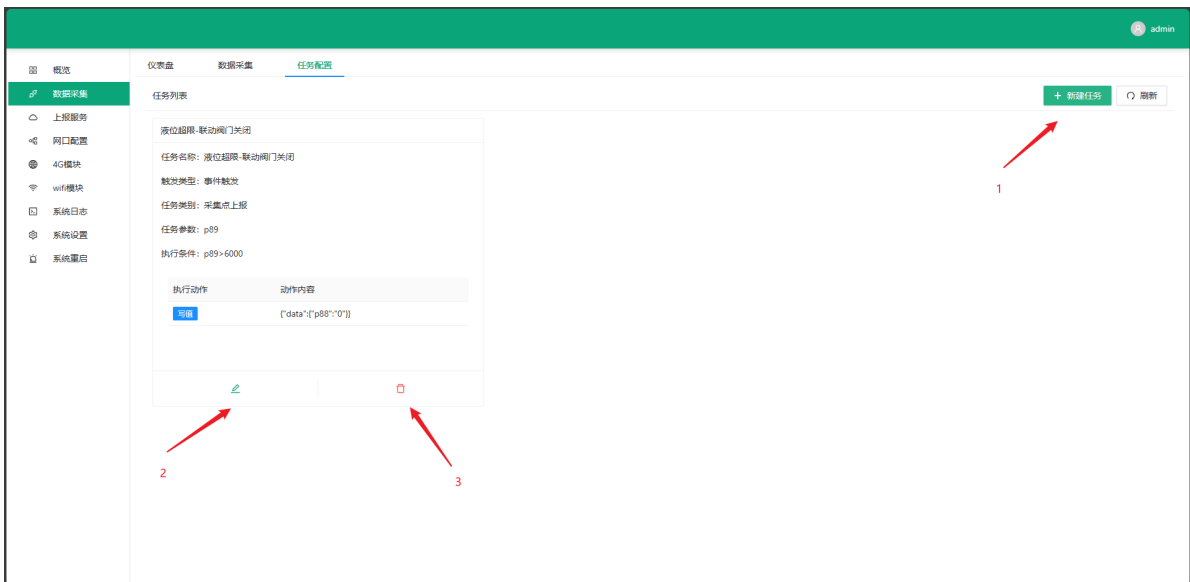 admin
概览
数据采集
上报服务
网口配置
4G模块
wifi模块
系统日志
系统设置
系统重启
仪表盘 数据采集 任务配置
任务列表
+ 新建任务 刷新
液位超限-联动阀门关闭
任务名称：液位超限-联动阀门关闭
触发类型：事件触发
任务类别：采集点上报
任务参数：p89
执行条件：p89>6000
执行动作 动作内容
写值 {"data":{"p88":"0"}}
1
2
3